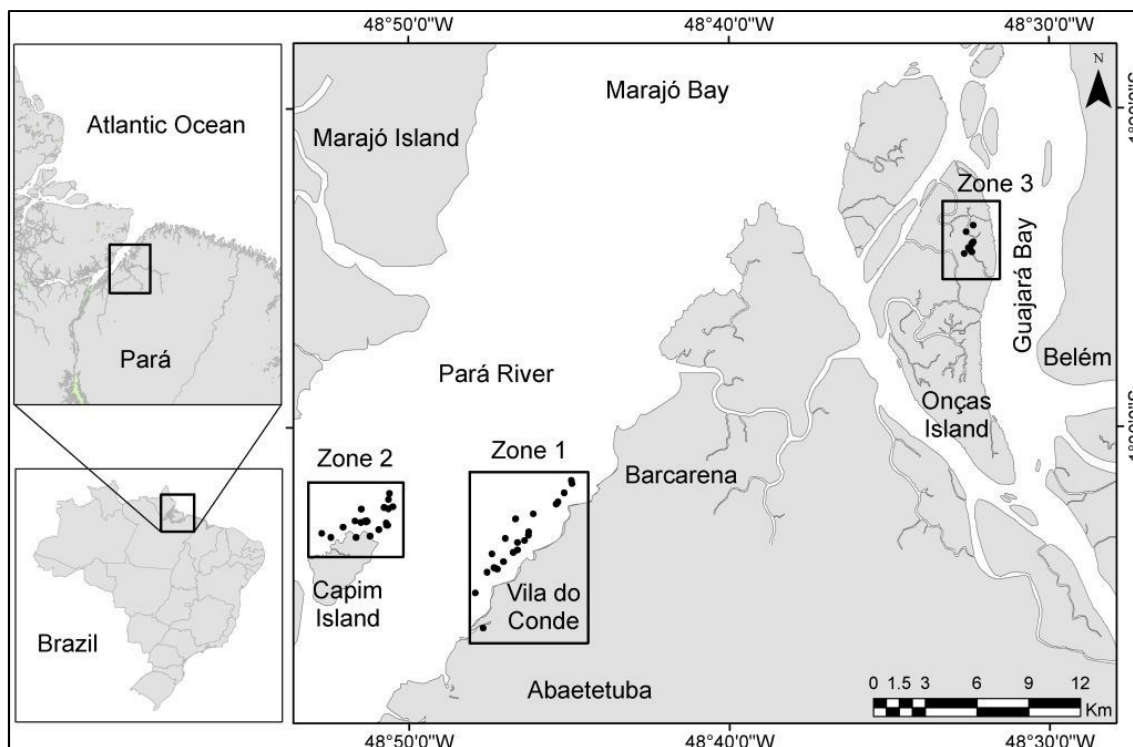 48°50'0"W
48°40'0"W
48°30'0"W
Atlantic Ocean
Pará
Brazil
Marajó Bay
N
Marajó Island
Zone 3
Guajará Bay
Belém
Pará River
Onças
Island
Zone 2
Zone 1
Barcarena
Capim
Island
Vila do
Conde
Abaetetuba
0 1.5 3 6 9 12
Km
48°50'0"W
48°40'0"W
48°30'0"W